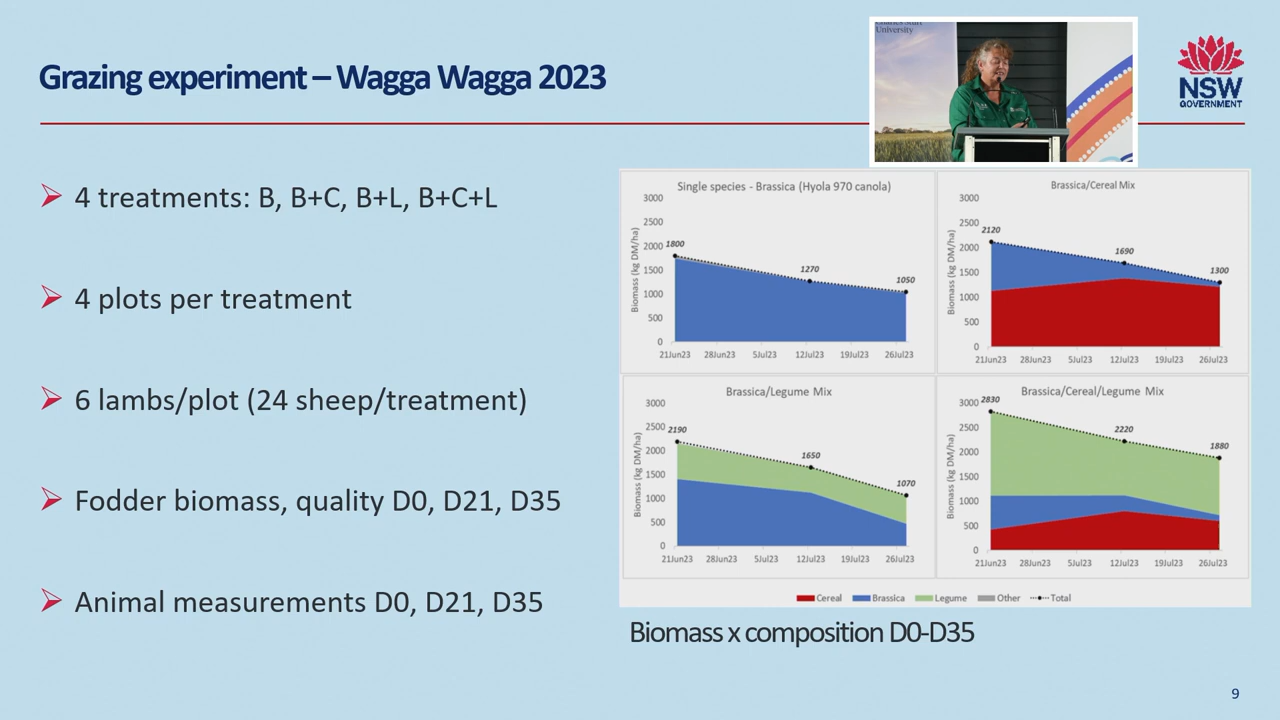 Charles Sturt
University
Grazing experiment – Wagga Wagga 2023
NSW
GOVERNMENT
4 treatments: B, B+C, B+L, B+C+L
4 plots per treatment
6 lambs/plot (24 sheep/treatment)
Fodder biomass, quality D0, D21, D35
Animal measurements D0, D21, D35
Single species - Brassica (Hyola 970 canola)
Biomass (kg DM/ha)
3000
2500
2000
1500
1000
500
0
1800
1270
1050
21Jun23 28Jun23 5Jul23 12Jul23 19Jul23 26Jul23
Brassica/Cereal Mix
Biomass (kg DM/ha)
3000
2500
2000
1500
1000
500
0
2120
1690
1300
21Jun23 28Jun23 5Jul23 12Jul23 19Jul23 26Jul23
Brassica/Legume Mix
Biomass (kg DM/ha)
3000
2500
2000
1500
1000
500
0
2190
1650
1070
21Jun23 28Jun23 5Jul23 12Jul23 19Jul23 26Jul23
Brassica/Cereal/Legume Mix
Biomass (kg DM/ha)
3000
2500
2000
1500
1000
500
0
2830
2220
1880
21Jun23 28Jun23 5Jul23 12Jul23 19Jul23 26Jul23
Cereal Brassica Legume Other Total
Biomass x composition D0-D35
9